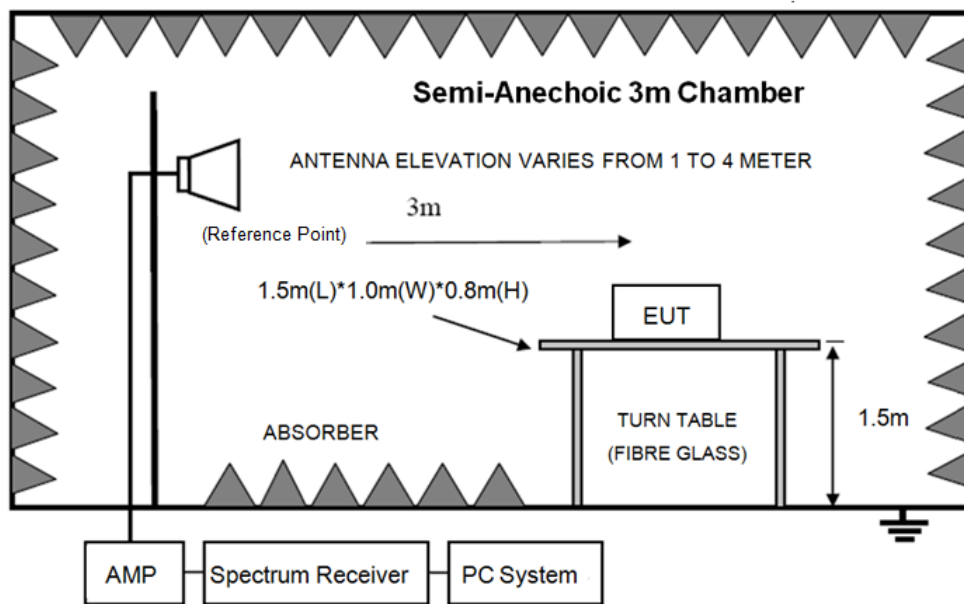 Semi-Anechoic 3m Chamber
ANTENNA ELEVATION VARIES FROM 1 TO 4 METER
3m
(Reference Point)
1.5m(L)*1.0m(W)*0.8m(H)
EUT
ABSORBER
TURN TABLE
(FIBRE GLASS)
1.5m
AMP
Spectrum Receiver
PC System